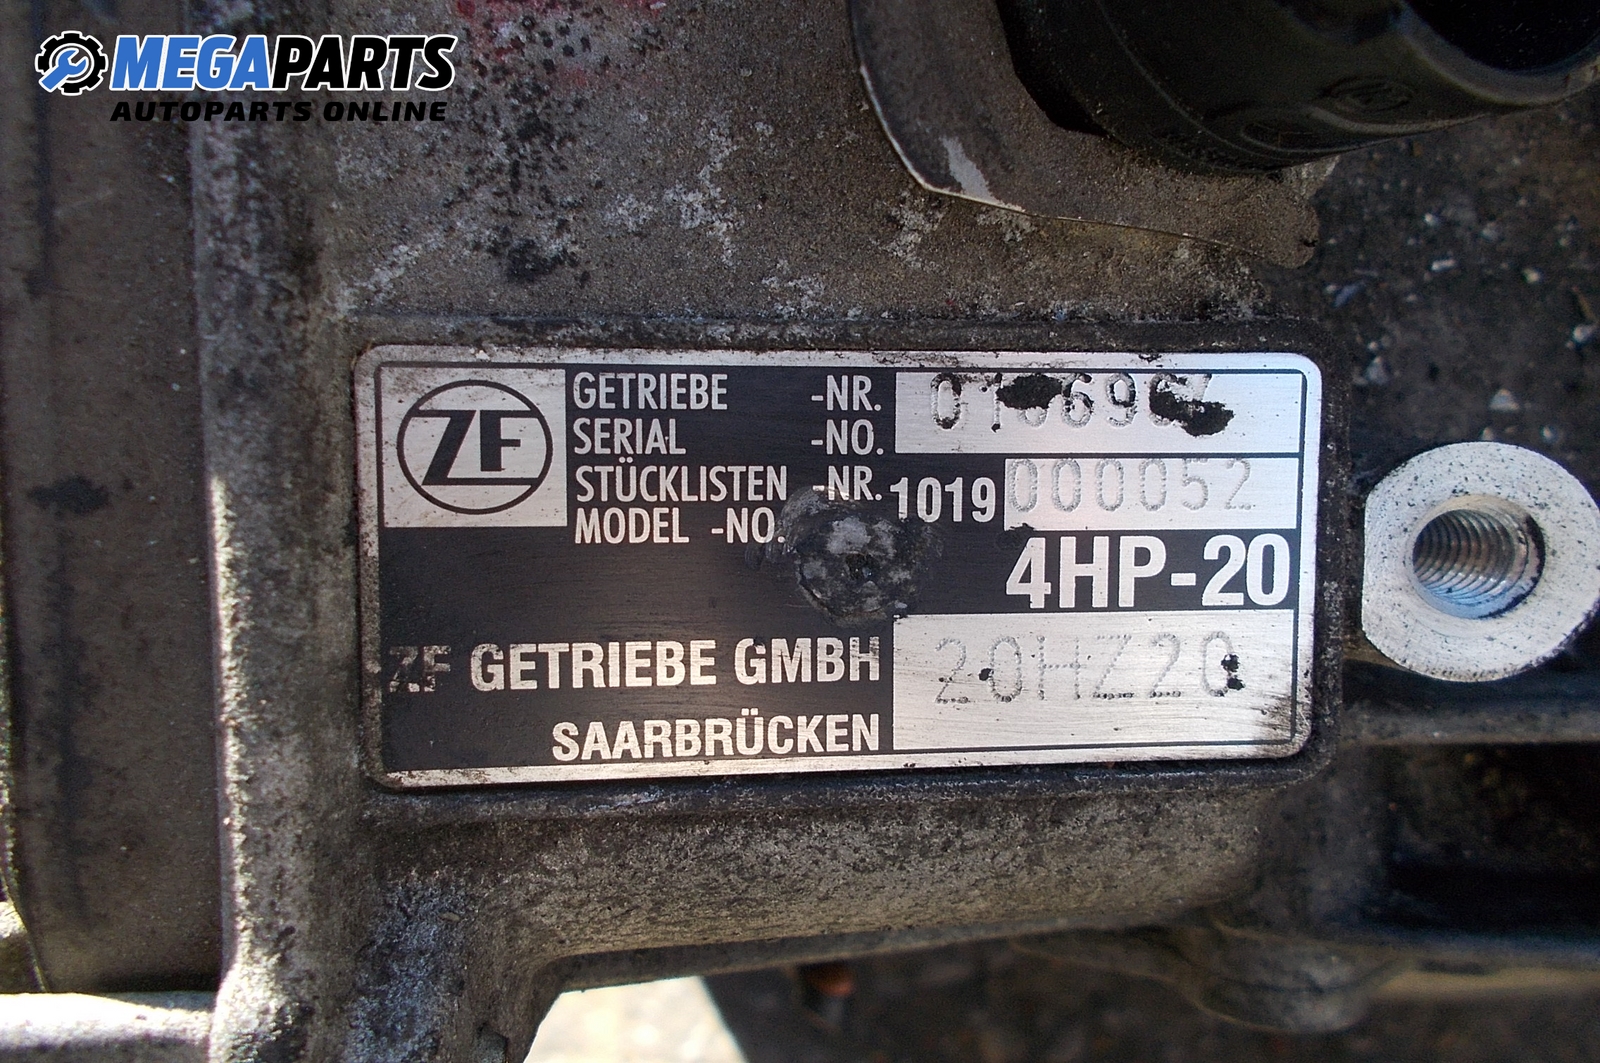 MEGAPARTS
AUTOPARTS ONLINE
ZF
GETRIEBE -NR.
SERIAL -NO.
STÜCKLISTEN -NR. 1019 000052
MODEL -NO.
4HP-20
ZF GETRIEBE GMBH 20HZ20
SAARBRÜCKEN